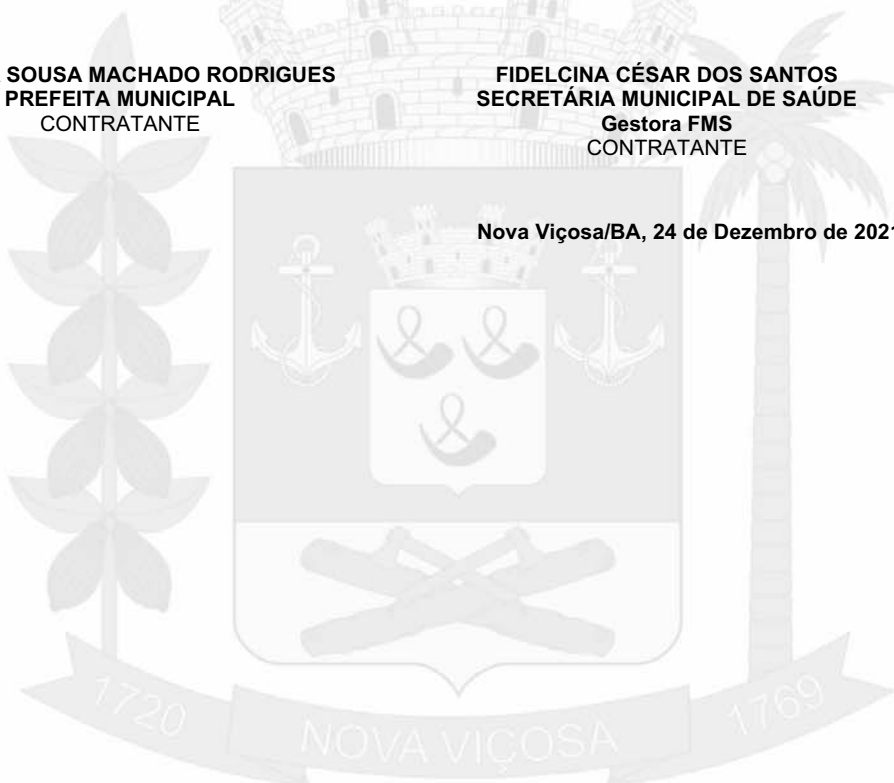 SOUSA MACHADO RODRIGUES
PREFEITA MUNICIPAL
CONTRATANTE
FIDELCINA CÉSAR DOS SANTOS
SECRETÁRIA MUNICIPAL DE SAÚDE
Gestora FMS
CONTRATANTE
Nova Viçosa/BA, 24 de Dezembro de 2021
1720
NOVA VIÇOSA
1769